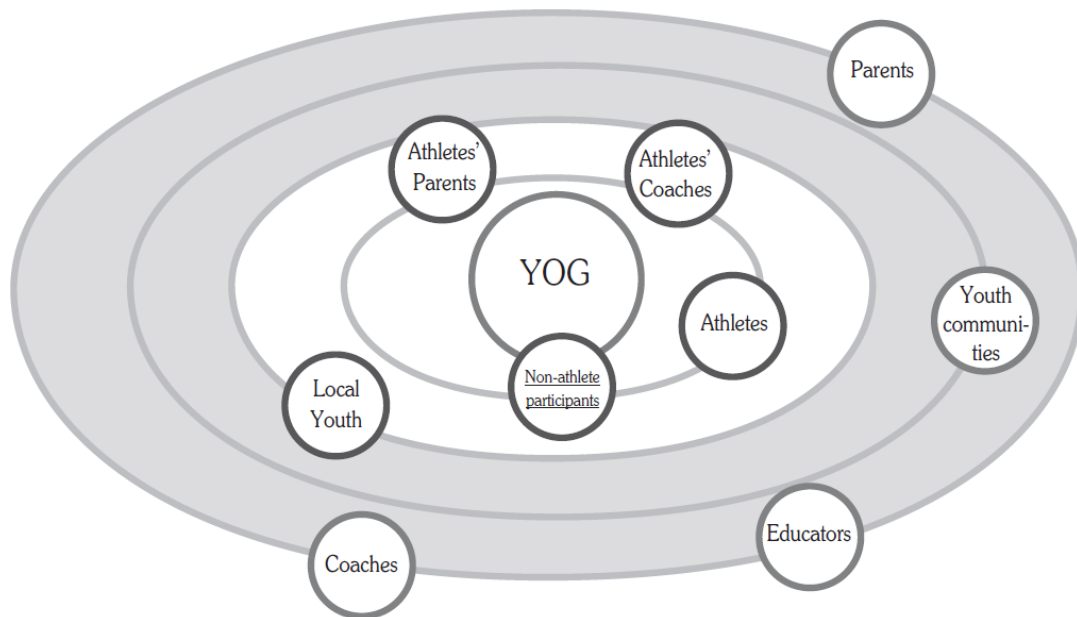 Parents
Athletes'
Parents
Athletes'
Coaches
YOG
Athletes
Youth
communi-
ties
Non-athlete
participants
Local
Youth
Educators
Coaches